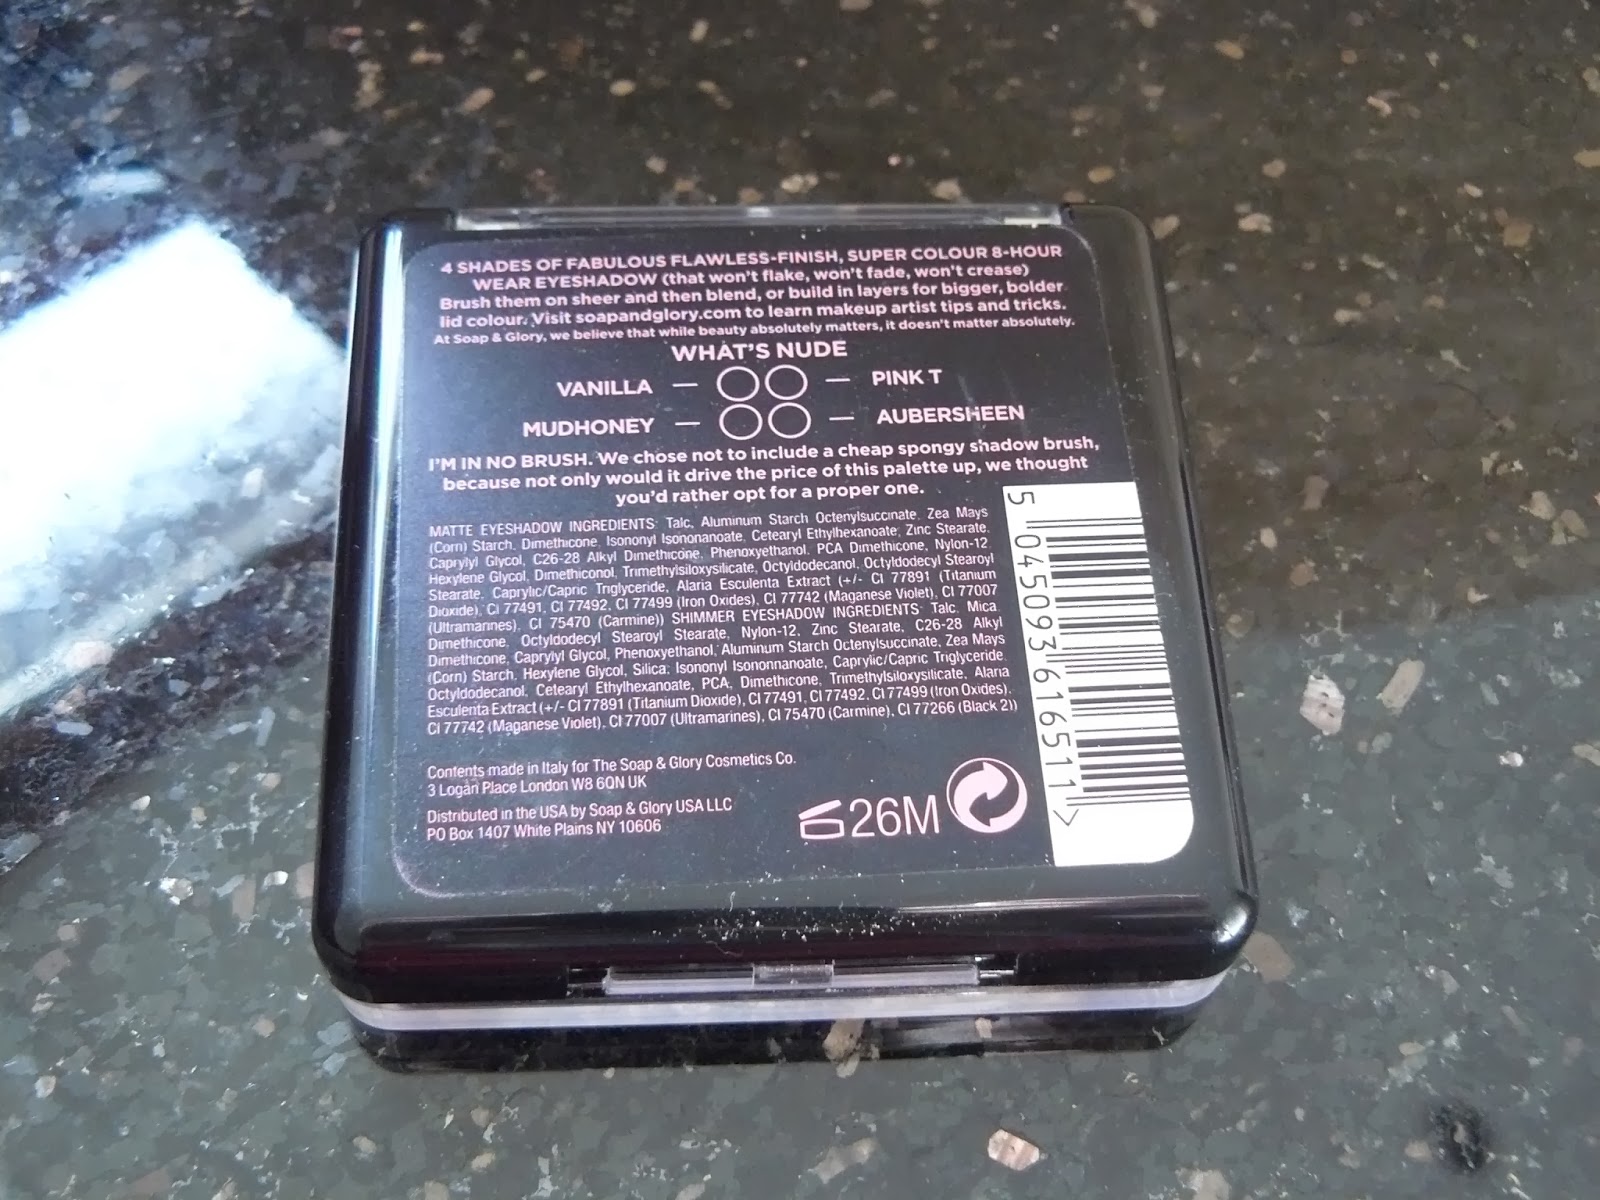 4 SHADES OF FABULOUS FLAWLESS-FINISH, SUPER COLOUR 8-HOUR
WEAR EYESHADOW (that won't flake, won't fade, won't crease)
Brush them on sheer and then blend, or build in layers for bigger, bolder
lid colour. Visit soapandglory.com to learn makeup artist tips and tricks.
At Soap & Glory, we believe that while beauty absolutely matters, it doesn't matter absolutely.
WHAT'S NUDE
VANILLA — — PINK T
MUDHONEY — — AUBERSHEEN
I'M IN NO BRUSH. We chose not to include a cheap spongy shadow brush,
because not only would it drive the price of this palette up, we thought
you'd rather opt for a proper one.
MATTE EYESHADOW INGREDIENTS: Talc, Aluminum Starch Octenylsuccinate, Zea Mays
(Corn) Starch, Dimethicone, Isononyl Isononanoate, Cetearyl Ethylhexanoate, Zinc Stearate,
Caprylyl Glycol, C26-28 Alkyl Dimethicone, Phenoxyethanol, PCA Dimethicone, Nylon-12,
Hexylene Glycol, Dimethiconol, Trimethylsiloxysilicate, Octyldodecanol, Octyldodecyl Stearoyl
Stearate, Caprylic/Capric Triglyceride, Alaria Esculenta Extract (+/- CI 77891 (Titanium
Dioxide), CI 77491, CI 77492, CI 77499 (Iron Oxides), CI 77742 (Maganese Violet), CI 77007
(Ultramarines), CI 75470 (Carmine)) SHIMMER EYESHADOW INGREDIENTS: Talc, Mica,
Dimethicone, Octyldodecyl Stearoyl Stearate, Nylon-12, Zinc Stearate, C26-28 Alkyl
Dimethicone, Caprylyl Glycol, Phenoxyethanol, Aluminum Starch Octenylsuccinate, Zea Mays
(Corn) Starch, Hexylene Glycol, Silica, Isononyl Isononnanoate, Caprylic/Capric Triglyceride,
Octyldodecanol, Cetearyl Ethylhexanoate, PCA, Dimethicone, Trimethylsiloxysilicate, Alaria
Esculenta Extract (+/- CI 77891 (Titanium Dioxide), CI 77491, CI 77492, CI 77499 (Iron Oxides),
CI 77742 (Maganese Violet), CI 77007 (Ultramarines), CI 75470 (Carmine), CI 77266 (Black 2))
Contents made in Italy for The Soap & Glory Cosmetics Co.
3 Logan Place London W8 6QN UK
Distributed in the USA by Soap & Glory USA LLC
PO Box 1407 White Plains NY 10606
26M
5 045093 616511 >